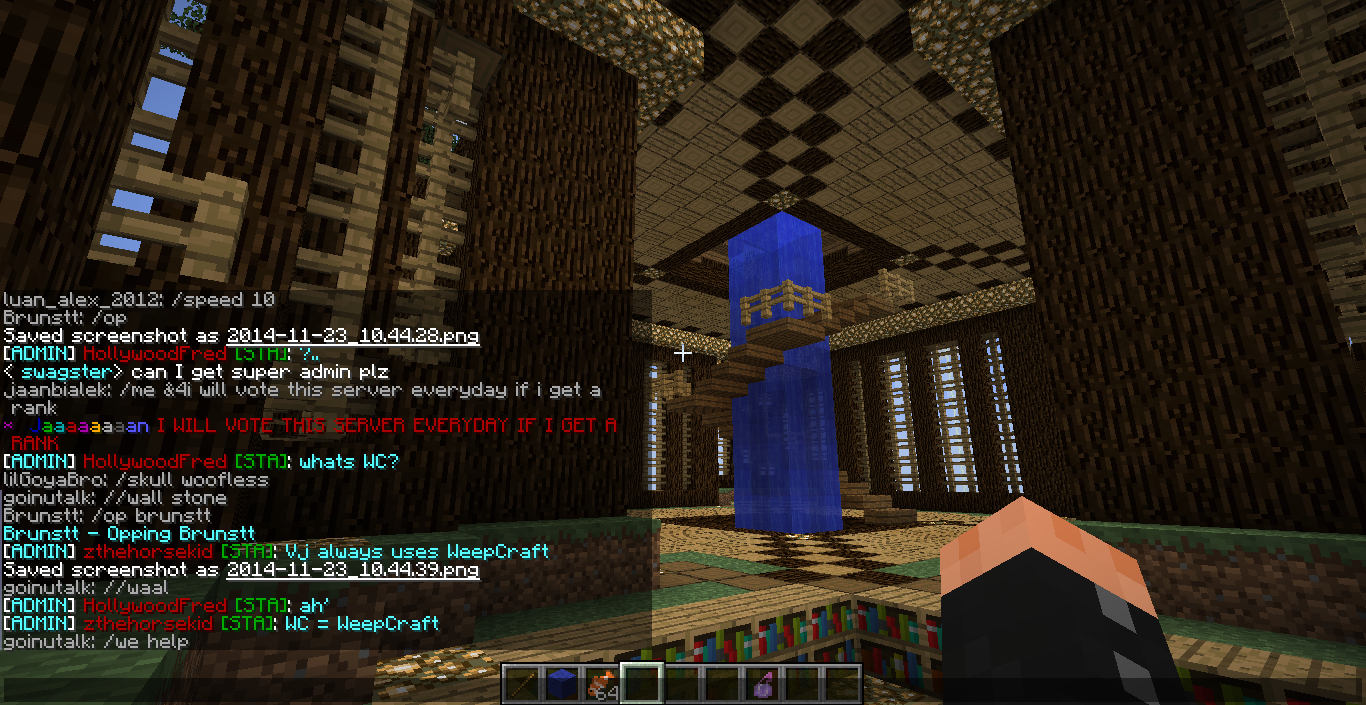 luan_alex_2012: /speed 10
Brunstt: /op
Saved screenshot as 2014-11-23_10.44.28.png
[ADMIN] HollywoodFred [STA]: ?..
< swagster> can I get super admin plz
jaanbialek: /me &4i will vote this server everyday if i get a
rank
* Jaaaaaaaan I WILL VOTE THIS SERVER EVERYDAY IF I GET A
RANK
[ADMIN] HollywoodFred [STA]: whats WC?
lilGoyaBro: /skull woofless
goinutalk: //wall stone
Brunstt: /op brunstt
Brunstt - Opping Brunstt
[ADMIN] zthehorsekid [STA]: Vj always uses WeepCraft
Saved screenshot as 2014-11-23_10.44.39.png
goinutalk: //waal
[ADMIN] HollywoodFred [STA]: ah'
[ADMIN] zthehorsekid [STA]: WC = WeepCraft
goinutalk: /we help
64